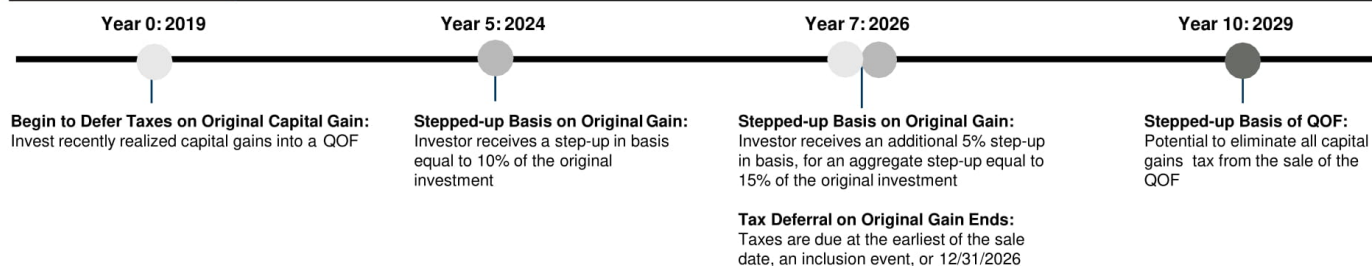 Year 0: 2019
Begin to Defer Taxes on Original Capital Gain:
Invest recently realized capital gains into a QOF
Year 5: 2024
Stepped-up Basis on Original Gain:
Investor receives a step-up in basis
equal to 10% of the original
investment
Year 7: 2026
Stepped-up Basis on Original Gain:
Investor receives an additional 5% step-up
in basis, for an aggregate step-up equal to
15% of the original investment
Tax Deferral on Original Gain Ends:
Taxes are due at the earliest of the sale
date, an inclusion event, or 12/31/2026
Year 10: 2029
Stepped-up Basis of QOF:
Potential to eliminate all capital
gains tax from the sale of the
QOF